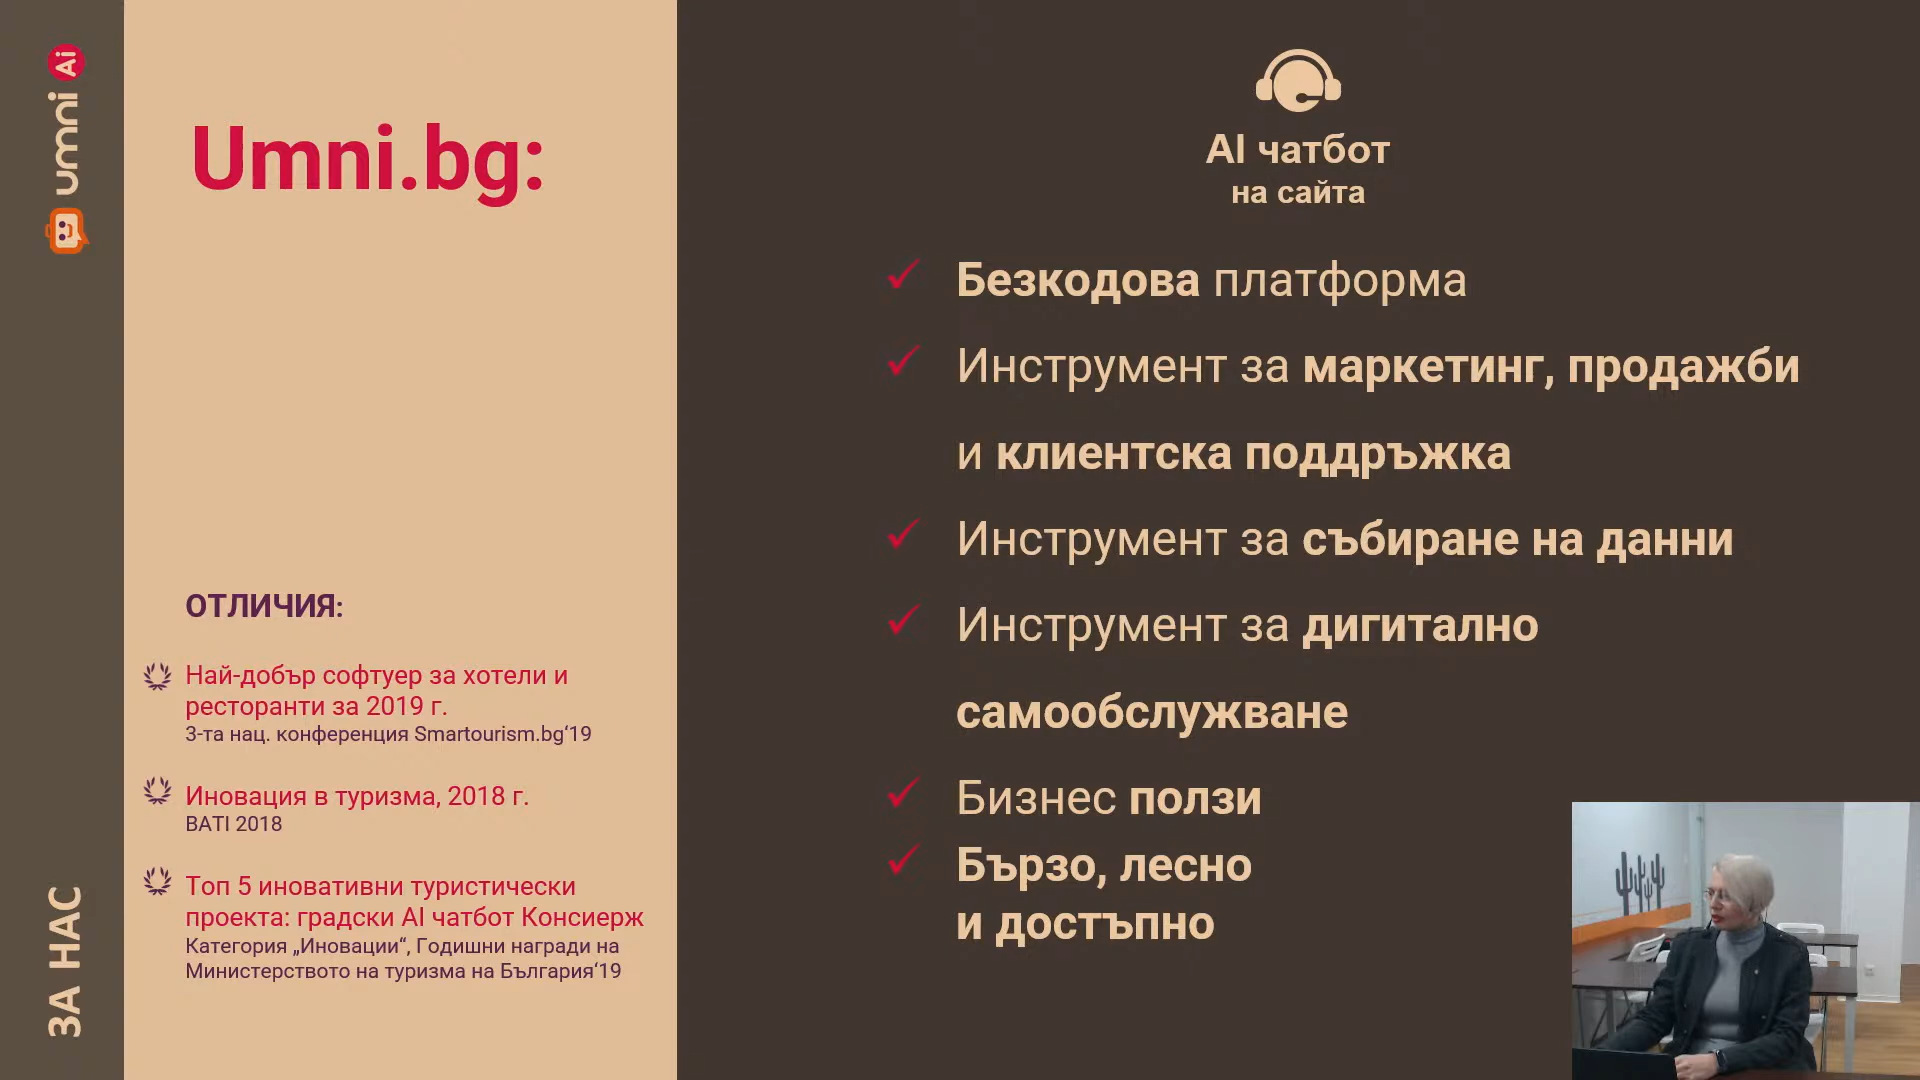 umni Ai
ЗА НАС
Umni.bg:
ОТЛИЧИЯ:
Най-добър софтуер за хотели и
ресторанти за 2019 г.
3-та нац. конференция Smartourism.bg‘19
Иновация в туризма, 2018 г.
BATI 2018
Топ 5 иновативни туристически
проекта: градски AI чатбот Консиерж
Категория „Иновации“, Годишни награди на
Министерството на туризма на България‘19
AI чатбот
на сайта
Безкодова платформа
Инструмент за маркетинг, продажби
и клиентска поддръжка
Инструмент за събиране на данни
Инструмент за дигитално
самообслужване
Бизнес ползи
Бързо, лесно
и достъпно